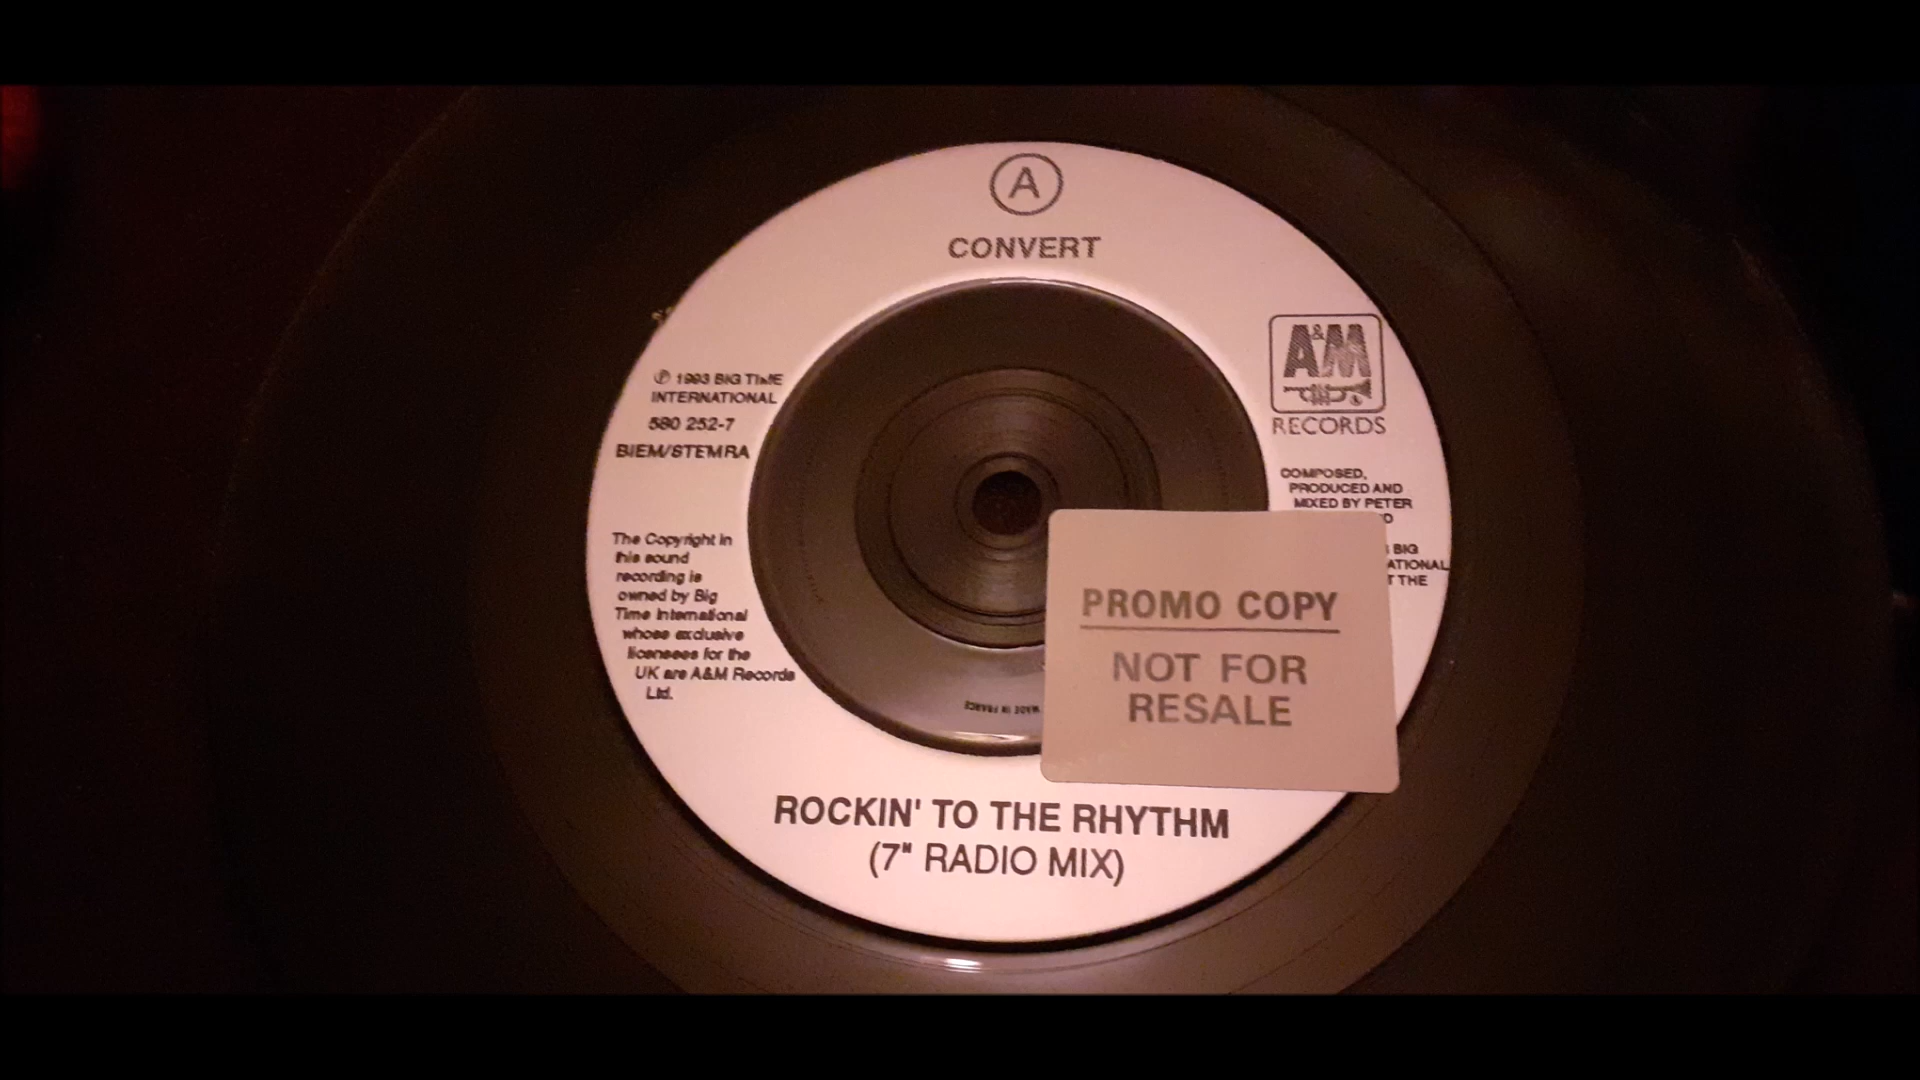 A
CONVERT
℗ 1993 BIG TIME
INTERNATIONAL
580 252-7
BIEM/STEMRA
The Copyright in
this sound
recording is
owned by Big
Time International
whose exclusive
licensees for the
UK are A&M Records
Ltd.
A&M
RECORDS
COMPOSED,
PRODUCED AND
MIXED BY PETER
BIG
THE
PROMO COPY
NOT FOR
RESALE
MADE IN FRANCE
ROCKIN' TO THE RHYTHM
(7" RADIO MIX)